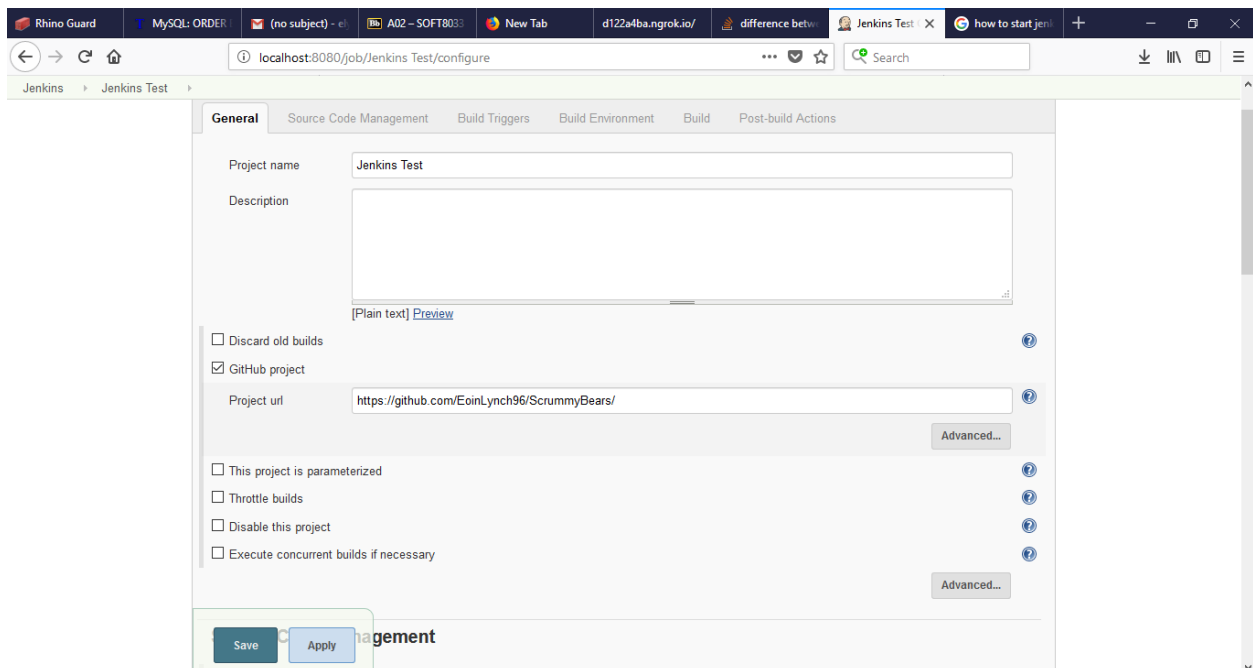 Rhino Guard
MySQL: ORDER
(no subject) - el
A02 – SOFT8033
New Tab
d122a4ba.ngrok.io/
difference betw
Jenkins Test
how to start jenk
localhost:8080/job/Jenkins Test/configure
Search
Jenkins
Jenkins Test
General
Source Code Management
Build Triggers
Build Environment
Build
Post-build Actions
Project name
Jenkins Test
Description
[Plain text] Preview
Discard old builds
GitHub project
Project url
https://github.com/EoinLynch96/ScrummyBears/
Advanced...
This project is parameterized
Throttle builds
Disable this project
Execute concurrent builds if necessary
Advanced...
agement
Save
Apply